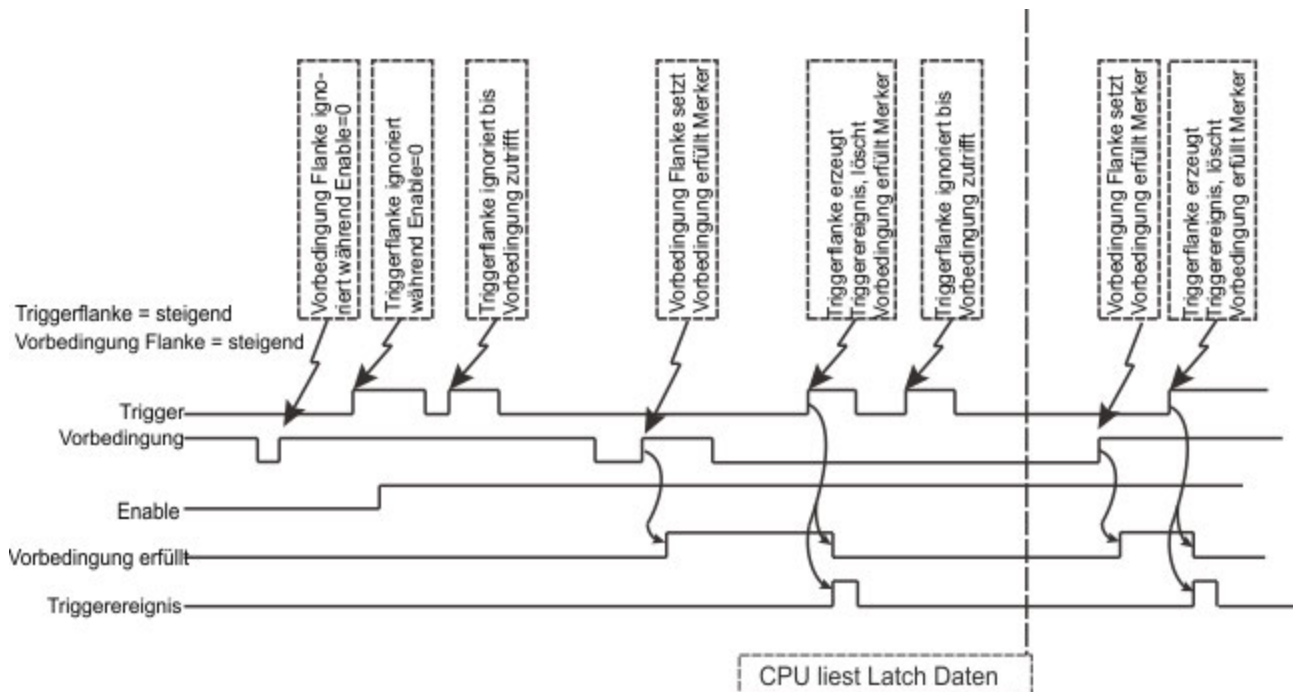 Vorbedingung Flanke igno-
riert während Enable=0
Triggerflanke ignoriert
während Enable=0
Triggerflanke ignoriert bis
Vorbedingung zutrifft
Vorbedingung Flanke setzt
Vorbedingung erfüllt Merker
Triggerflanke erzeugt
Triggerereignis, löscht
Vorbedingung erfüllt Merker
Triggerflanke ignoriert bis
Vorbedingung zutrifft
Vorbedingung Flanke setzt
Vorbedingung erfüllt Merker
Triggerflanke erzeugt
Triggerereignis, löscht
Vorbedingung erfüllt Merker
Triggerflanke = steigend
Vorbedingung Flanke = steigend
Trigger
Vorbedingung
Enable
Vorbedingung erfüllt
Triggerereignis
CPU liest Latch Daten